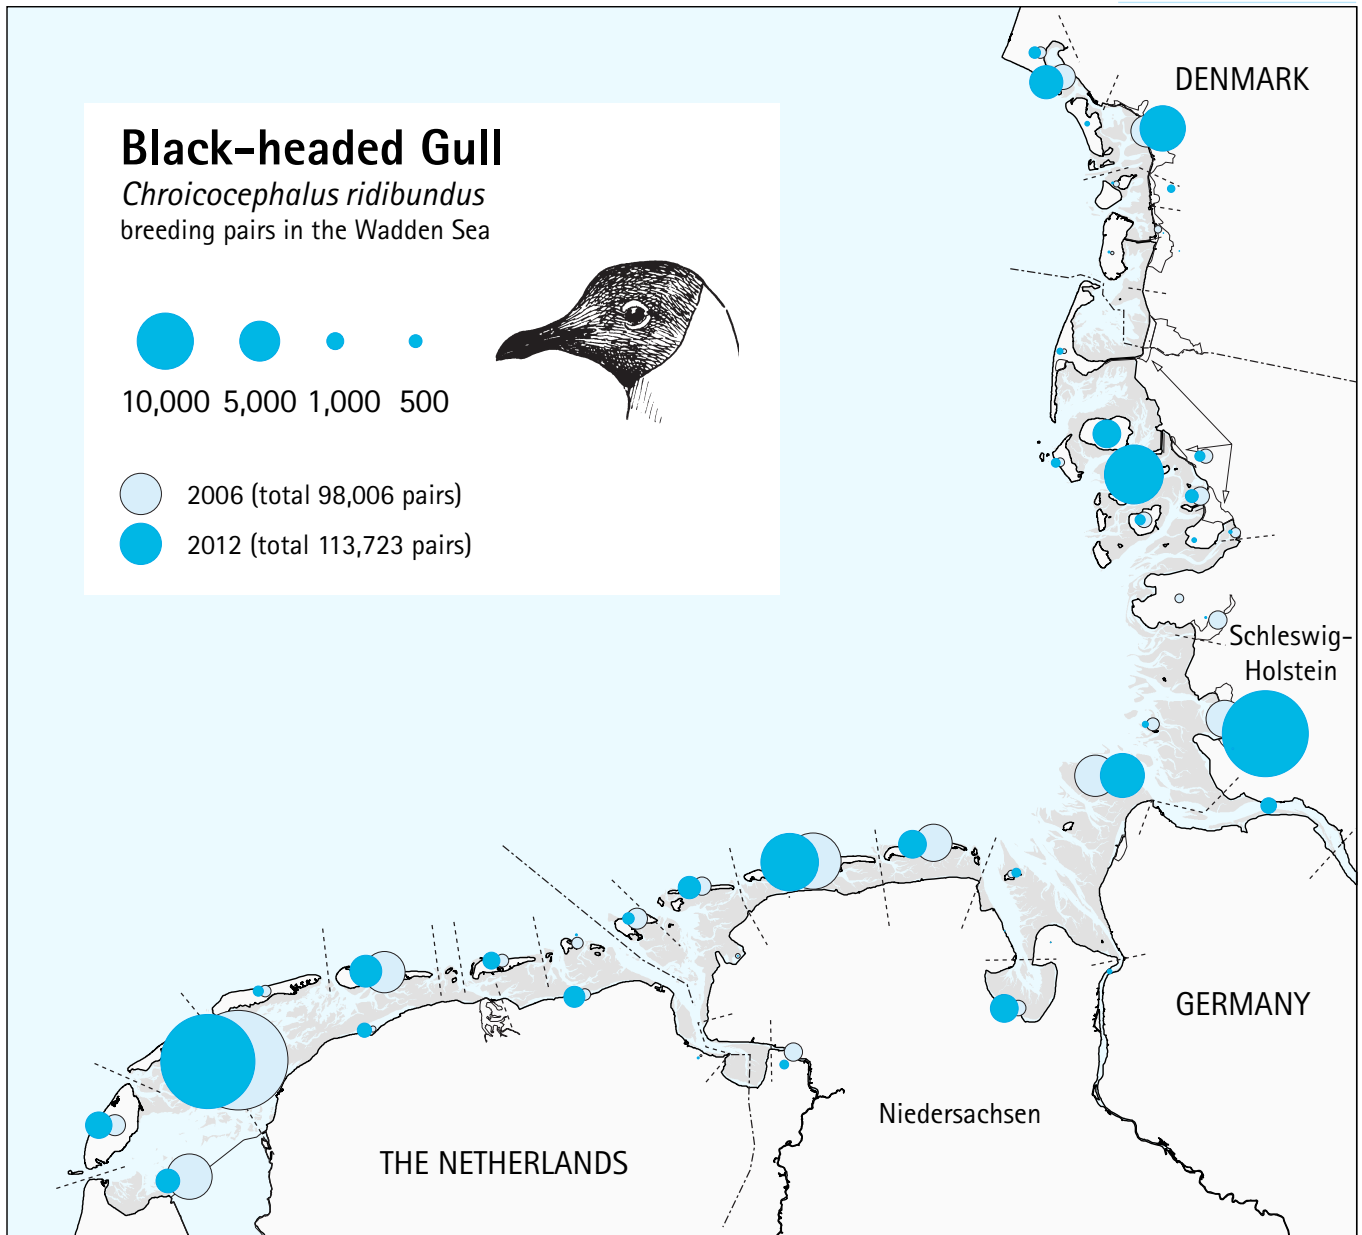 Black-headed Gull
Chroicocephalus ridibundus
breeding pairs in the Wadden Sea
10,000 5,000 1,000 500
2006 (total 98,006 pairs)
2012 (total 113,723 pairs)
DENMARK
Schleswig-
Holstein
GERMANY
Niedersachsen
THE NETHERLANDS